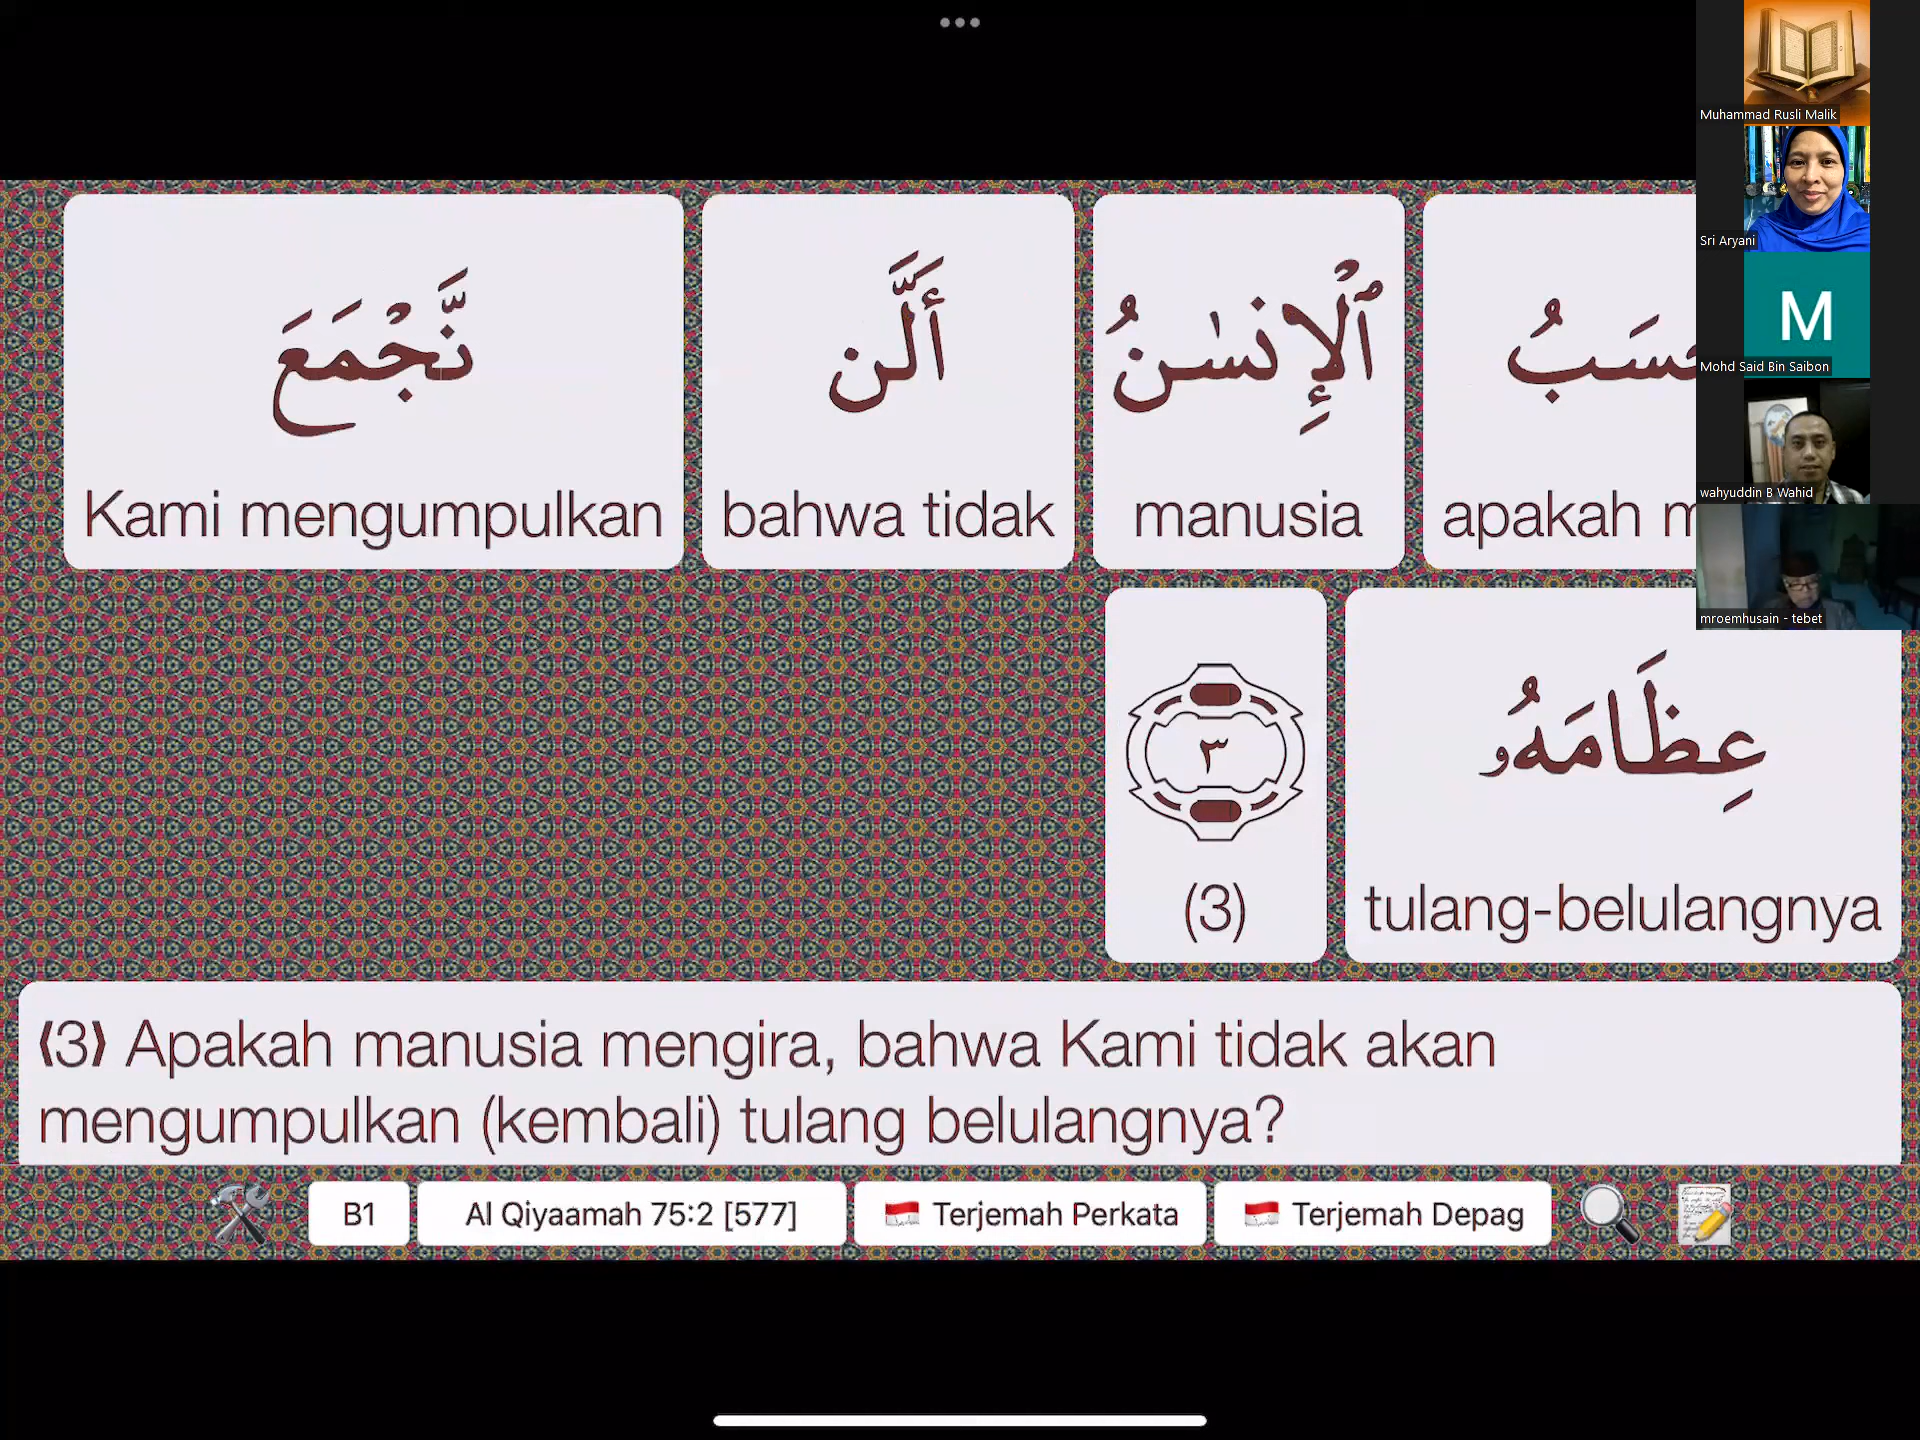 Muhammad Rusli Malik
Sri Aryani
M
Mohd Said Bin Saibon
wahyuddin B Wahid
mroemhusain - tebet
ٱلْإِنسَٰنُ أَلَّن نَّجْمَعَ
apakah manusia bahwa tidak Kami mengumpulkan
عِظَامَهُۥ ٣
tulang-belulangnya (3)
⟨3⟩ Apakah manusia mengira, bahwa Kami tidak akan
mengumpulkan (kembali) tulang belulangnya?
B1 Al Qiyaamah 75:2 [577] Terjemah Perkata Terjemah Depag